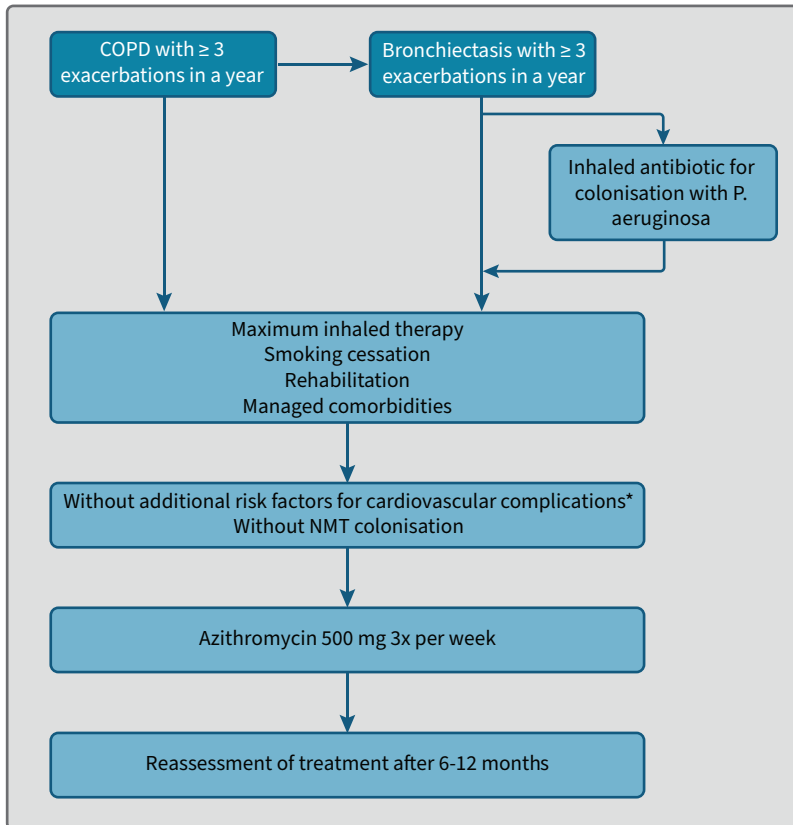 COPD with ≥ 3
exacerbations in a year
Bronchiectasis with ≥ 3
exacerbations in a year
Inhaled antibiotic for
colonisation with P.
aeruginosa
Maximum inhaled therapy
Smoking cessation
Rehabilitation
Managed comorbidities
Without additional risk factors for cardiovascular complications*
Without NMT colonisation
Azithromycin 500 mg 3x per week
Reassessment of treatment after 6-12 months